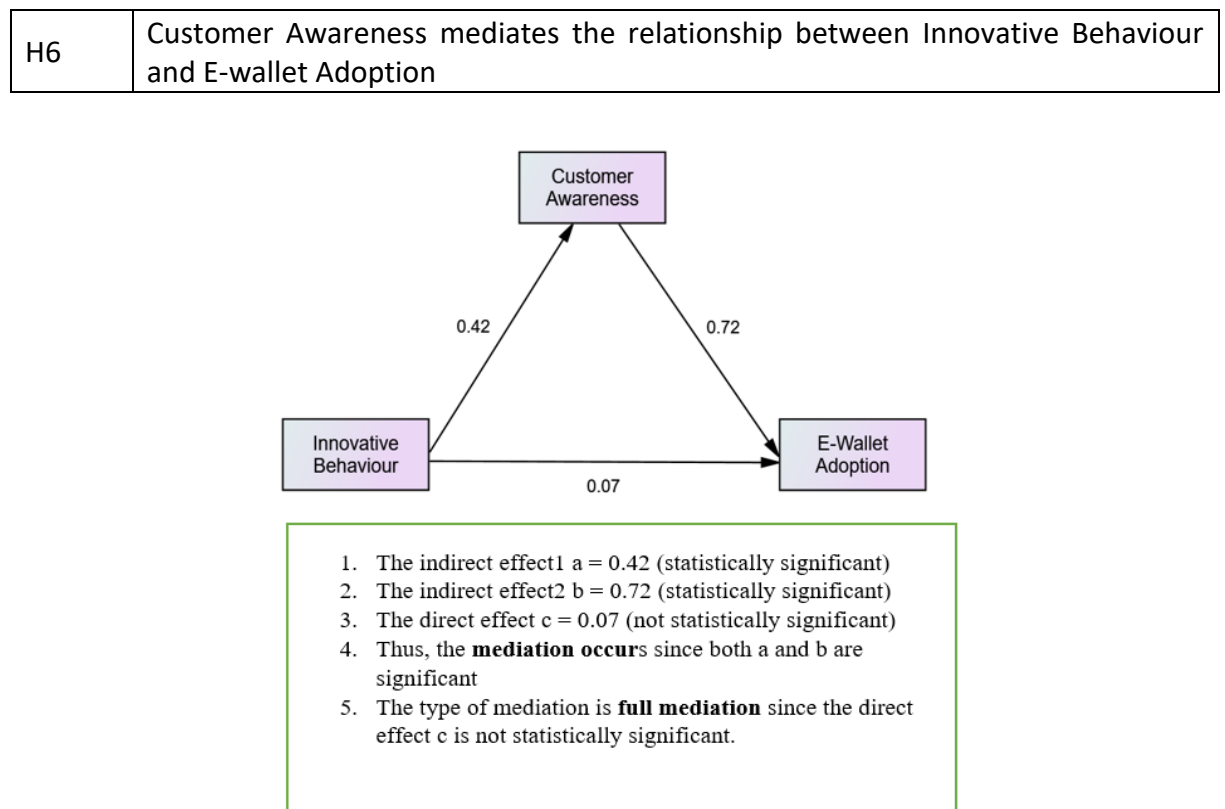 H6
Customer Awareness mediates the relationship between Innovative Behaviour
and E-wallet Adoption
Customer
Awareness
0.42
0.72
Innovative
Behaviour
E-Wallet
Adoption
0.07
1. The indirect effect1 a = 0.42 (statistically significant)
2. The indirect effect2 b = 0.72 (statistically significant)
3. The direct effect c = 0.07 (not statistically significant)
4. Thus, the mediation occurs since both a and b are
significant
5. The type of mediation is full mediation since the direct
effect c is not statistically significant.